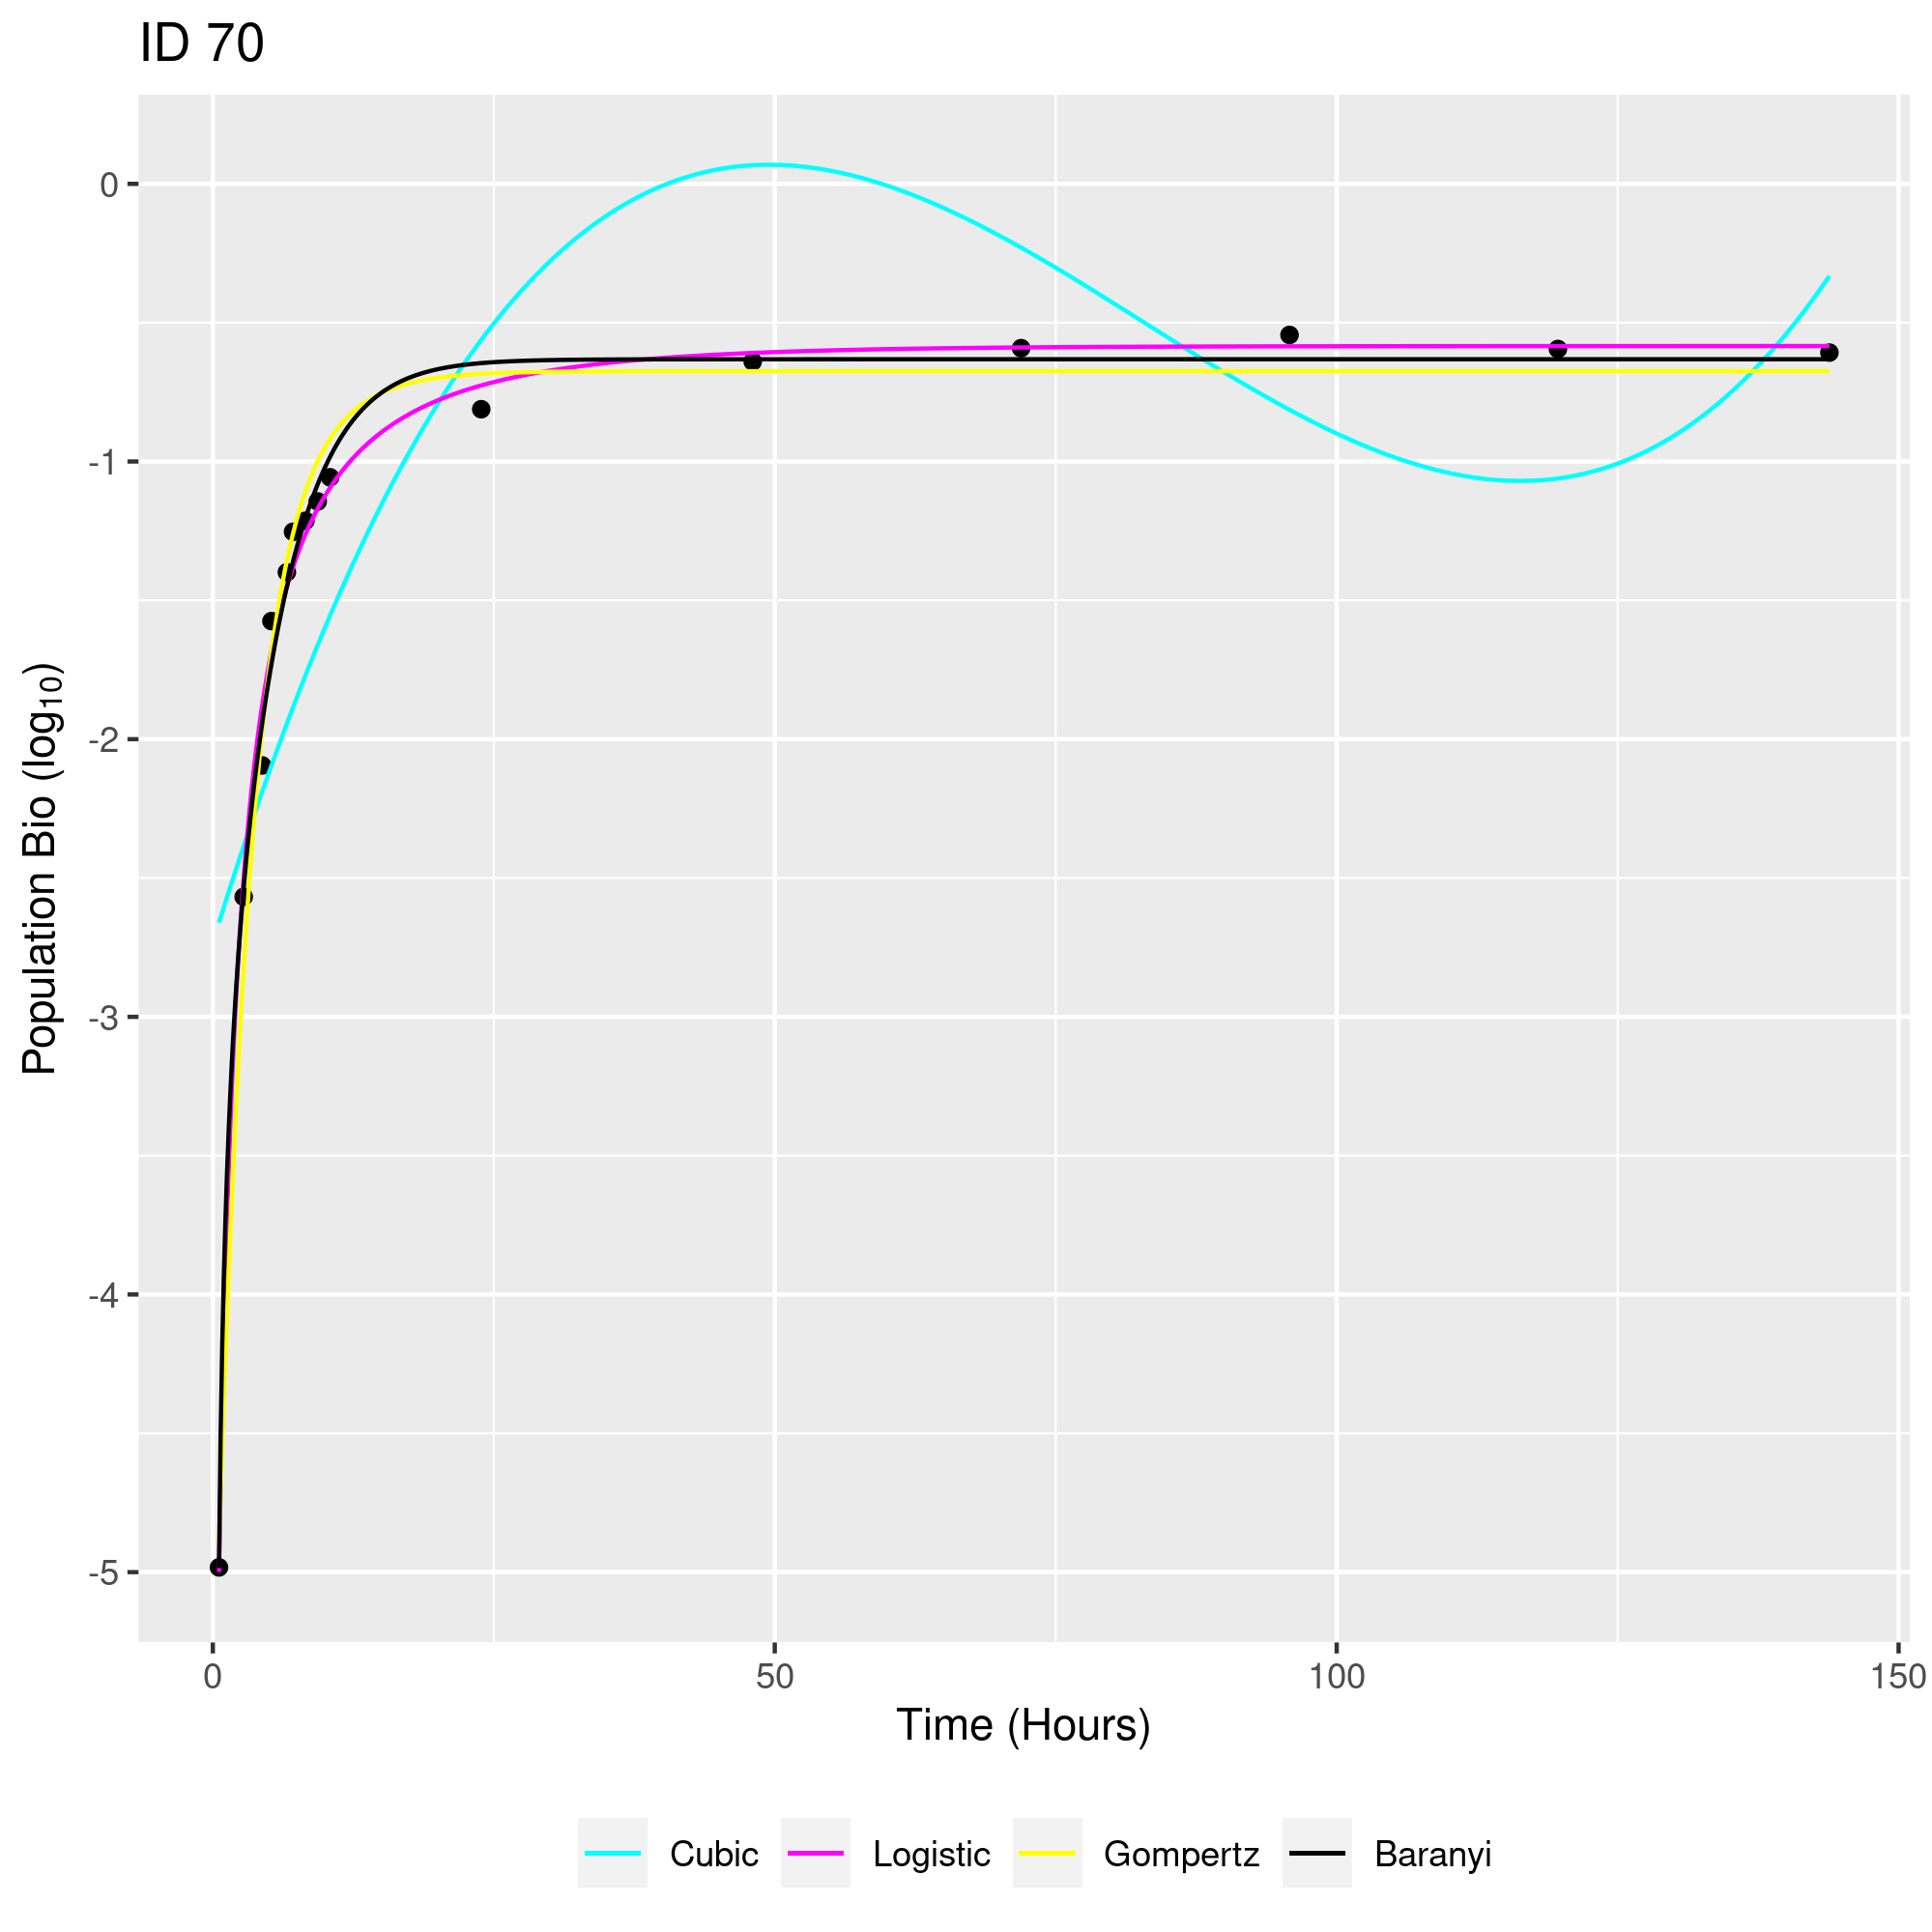 ID 70
Population Bio (log₁₀)
0
-1
-2
-3
-4
-5
0 50 100 150
Time (Hours)
Cubic Logistic Gompertz Baranyi